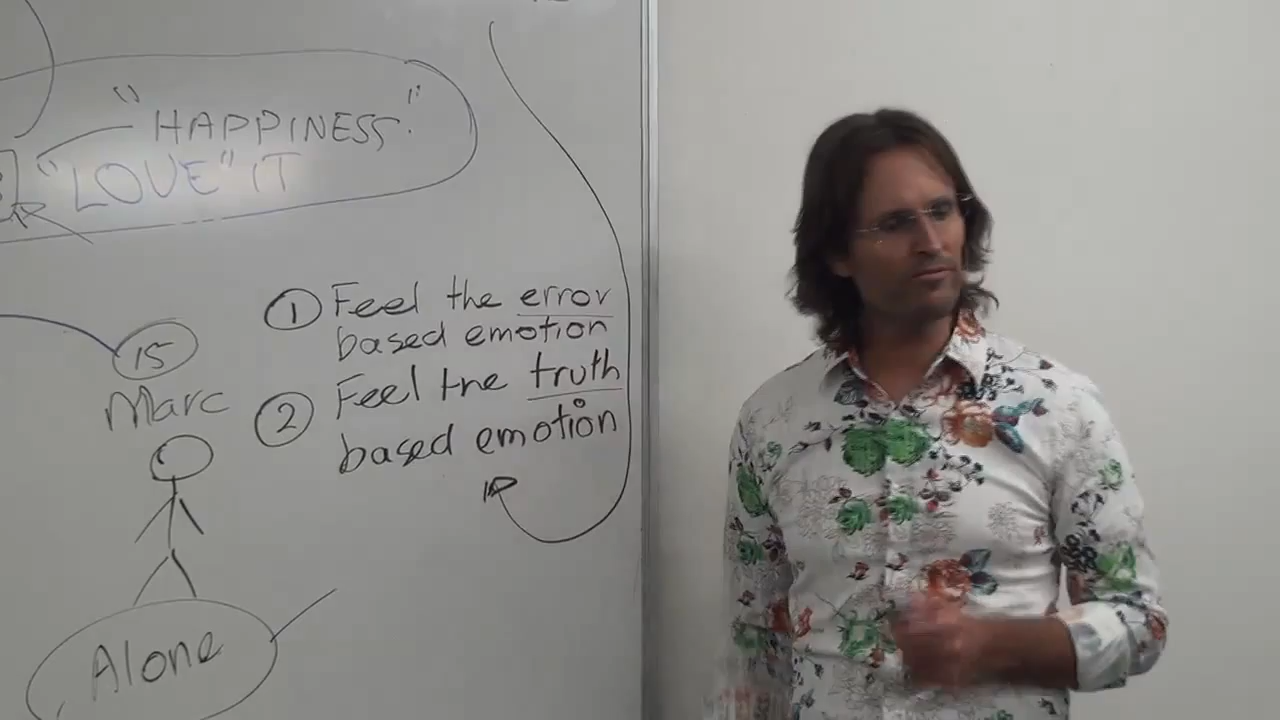 "HAPPINESS."
"LOVE" IT
① Feel the error
based emotion
② Feel the truth
based emotion
15
Marc
Alone